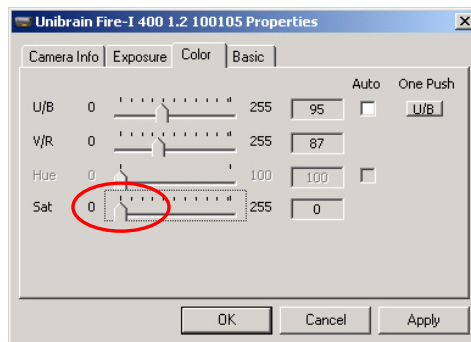 Unibrain Fire-I 400 1.2 100105 Properties
Camera Info Exposure Color Basic
Auto One Push
U/B 0 255 95 U/B
V/R 0 255 87
Hue 0 100 100
Sat 0 255 0
OK Cancel Apply